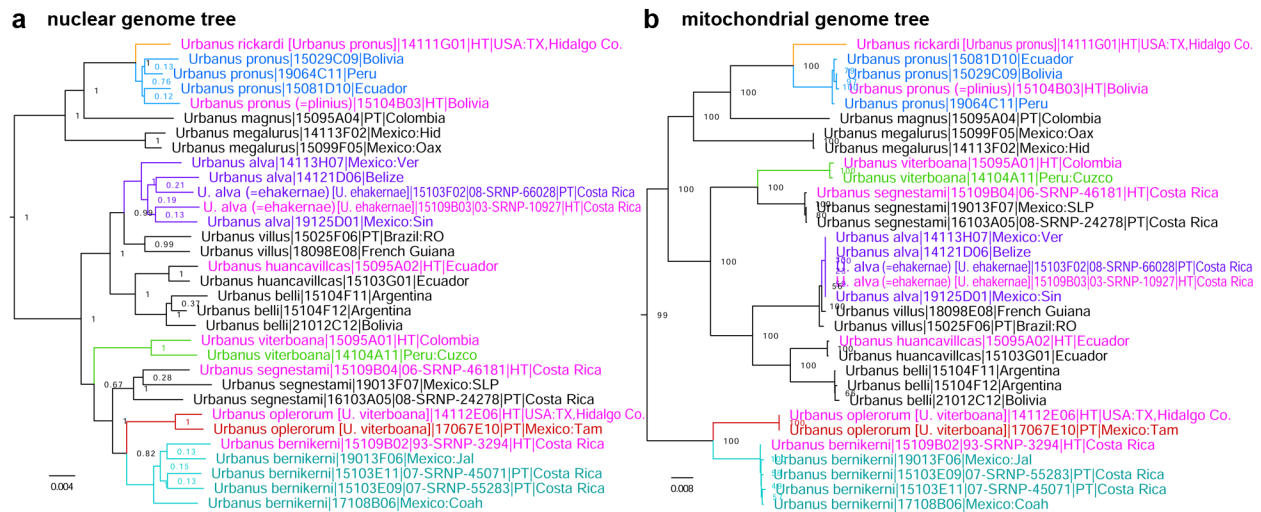 a nuclear genome tree
Urbanus rickardi [Urbanus pronus]|14111G01|HT|USA:TX,Hidalgo Co.
Urbanus pronus|15029C09|Bolivia
Urbanus pronus|19064C11|Peru
Urbanus pronus|15081D10|Ecuador
Urbanus pronus (=plinius)|15104B03|HT|Bolivia
Urbanus magnus|15095A04|PT|Colombia
Urbanus megalurus|14113F02|Mexico:Hid
Urbanus megalurus|15099F05|Mexico:Oax
Urbanus alva|14113H07|Mexico:Ver
Urbanus alva|14121D06|Belize
U. alva (=ehakernae) [U. ehakernae]|15103F02|08-SRNP-66028|PT|Costa Rica
U. alva (=ehakernae)[U. ehakernae]|15109B03|03-SRNP-10927|HT|Costa Rica
Urbanus alva|19125D01|Mexico:Sin
Urbanus villus|15025F06|PT|Brazil:RO
Urbanus villus|18098E08|French Guiana
Urbanus huancavillcas|15095A02|HT|Ecuador
Urbanus huancavillcas|15103G01|Ecuador
Urbanus belli|15104F11|Argentina
Urbanus belli|15104F12|Argentina
Urbanus belli|21012C12|Bolivia
Urbanus viterboana|15095A01|HT|Colombia
Urbanus viterboana|14104A11|Peru:Cuzco
Urbanus segnestami|15109B04|06-SRNP-46181|HT|Costa Rica
Urbanus segnestami|19013F07|Mexico:SLP
Urbanus segnestami|16103A05|08-SRNP-24278|PT|Costa Rica
Urbanus oplerorum [U. viterboana]|14112E06|HT|USA:TX,Hidalgo Co.
Urbanus oplerorum [U. viterboana]|17067E10|PT|Mexico:Tam
Urbanus bernikerni|15109B02|93-SRNP-3294|HT|Costa Rica
Urbanus bernikerni|19013F06|Mexico:Jal
Urbanus bernikerni|15103E11|07-SRNP-45071|PT|Costa Rica
Urbanus bernikerni|15103E09|07-SRNP-55283|PT|Costa Rica
Urbanus bernikerni|17108B06|Mexico:Coah
1
0.13
0.76
0.12
1
1
1
1
0.21
0.19
0.99
0.13
0.99
1
1
1
0.37
1
1
1
0.28
0.67
1
1
1
0.82
0.13
0.15
0.13
0.004
b mitochondrial genome tree
Urbanus rickardi [Urbanus pronus]|14111G01|HT|USA:TX,Hidalgo Co.
Urbanus pronus|15081D10|Ecuador
Urbanus pronus|15029C09|Bolivia
Urbanus pronus (=plinius)|15104B03|HT|Bolivia
Urbanus pronus|19064C11|Peru
Urbanus magnus|15095A04|PT|Colombia
Urbanus megalurus|15099F05|Mexico:Oax
Urbanus megalurus|14113F02|Mexico:Hid
Urbanus viterboana|15095A01|HT|Colombia
Urbanus viterboana|14104A11|Peru:Cuzco
Urbanus segnestami|15109B04|06-SRNP-46181|HT|Costa Rica
Urbanus segnestami|19013F07|Mexico:SLP
Urbanus segnestami|16103A05|08-SRNP-24278|PT|Costa Rica
Urbanus alva|14113H07|Mexico:Ver
Urbanus alva|14121D06|Belize
U. alva (=ehakernae) [U. ehakernae]|15103F02|08-SRNP-66028|PT|Costa Rica
U. alva (=ehakernae) [U. ehakernae]|15109B03|03-SRNP-10927|HT|Costa Rica
Urbanus alva|19125D01|Mexico:Sin
Urbanus villus|18098E08|French Guiana
Urbanus villus|15025F06|PT|Brazil:RO
Urbanus huancavillcas|15095A02|HT|Ecuador
Urbanus huancavillcas|15103G01|Ecuador
Urbanus belli|15104F11|Argentina
Urbanus belli|15104F12|Argentina
Urbanus belli|21012C12|Bolivia
Urbanus oplerorum [U. viterboana]|14112E06|HT|USA:TX,Hidalgo Co.
Urbanus oplerorum [U. viterboana]|17067E10|PT|Mexico:Tam
Urbanus bernikerni|15109B02|93-SRNP-3294|HT|Costa Rica
Urbanus bernikerni|19013F06|Mexico:Jal
Urbanus bernikerni|15103E09|07-SRNP-55283|PT|Costa Rica
Urbanus bernikerni|15103E11|07-SRNP-45071|PT|Costa Rica
Urbanus bernikerni|17108B06|Mexico:Coah
100
100
100
100
100
100
100
99
100
100
100
100
0.008